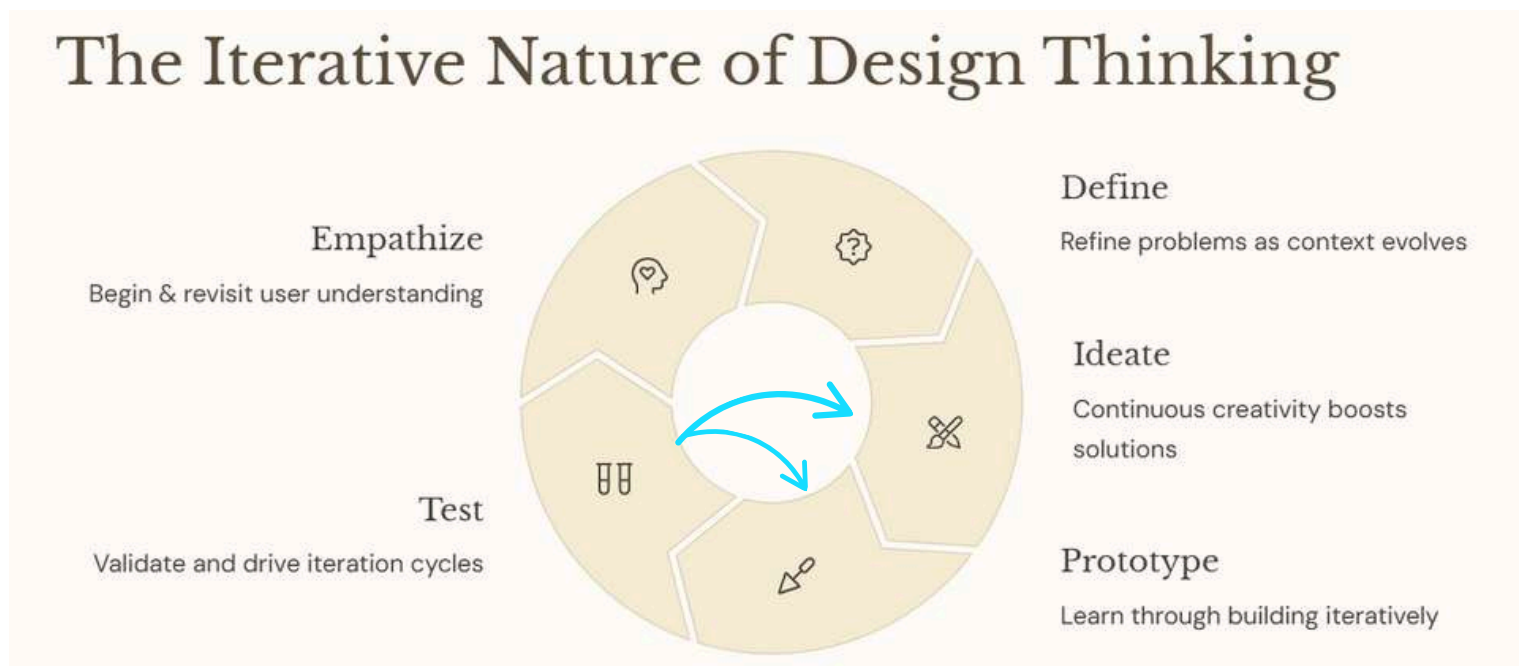 The Iterative Nature of Design Thinking
Empathize
Begin & revisit user understanding
Define
Refine problems as context evolves
Ideate
Continuous creativity boosts
solutions
Prototype
Learn through building iteratively
Test
Validate and drive iteration cycles